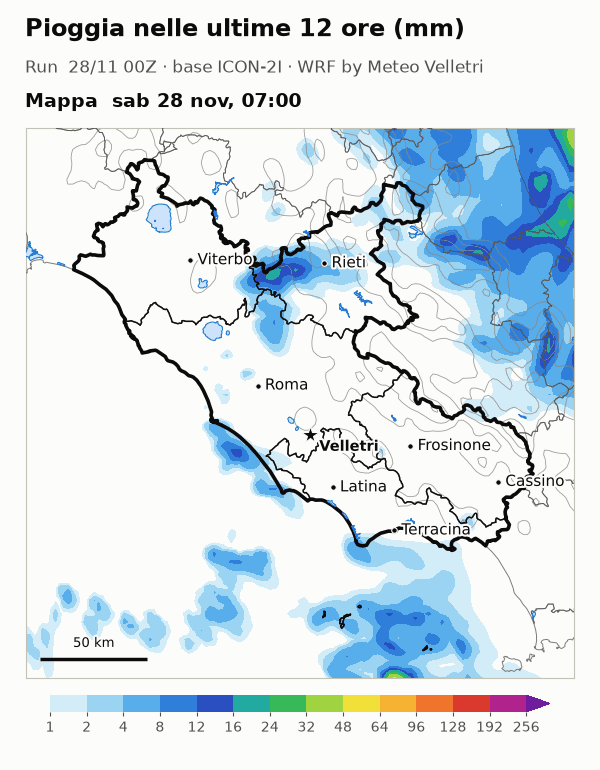 Pioggia nelle ultime 12 ore (mm)
Run 28/11 00Z · base ICON-2I · WRF by Meteo Velletri
Mappa sab 28 nov, 07:00
Viterbo
Rieti
Roma
Velletri
Frosinone
Cassino
Latina
Terracina
50 km
1 2 4 8 12 16 24 32 48 64 96 128 192 256